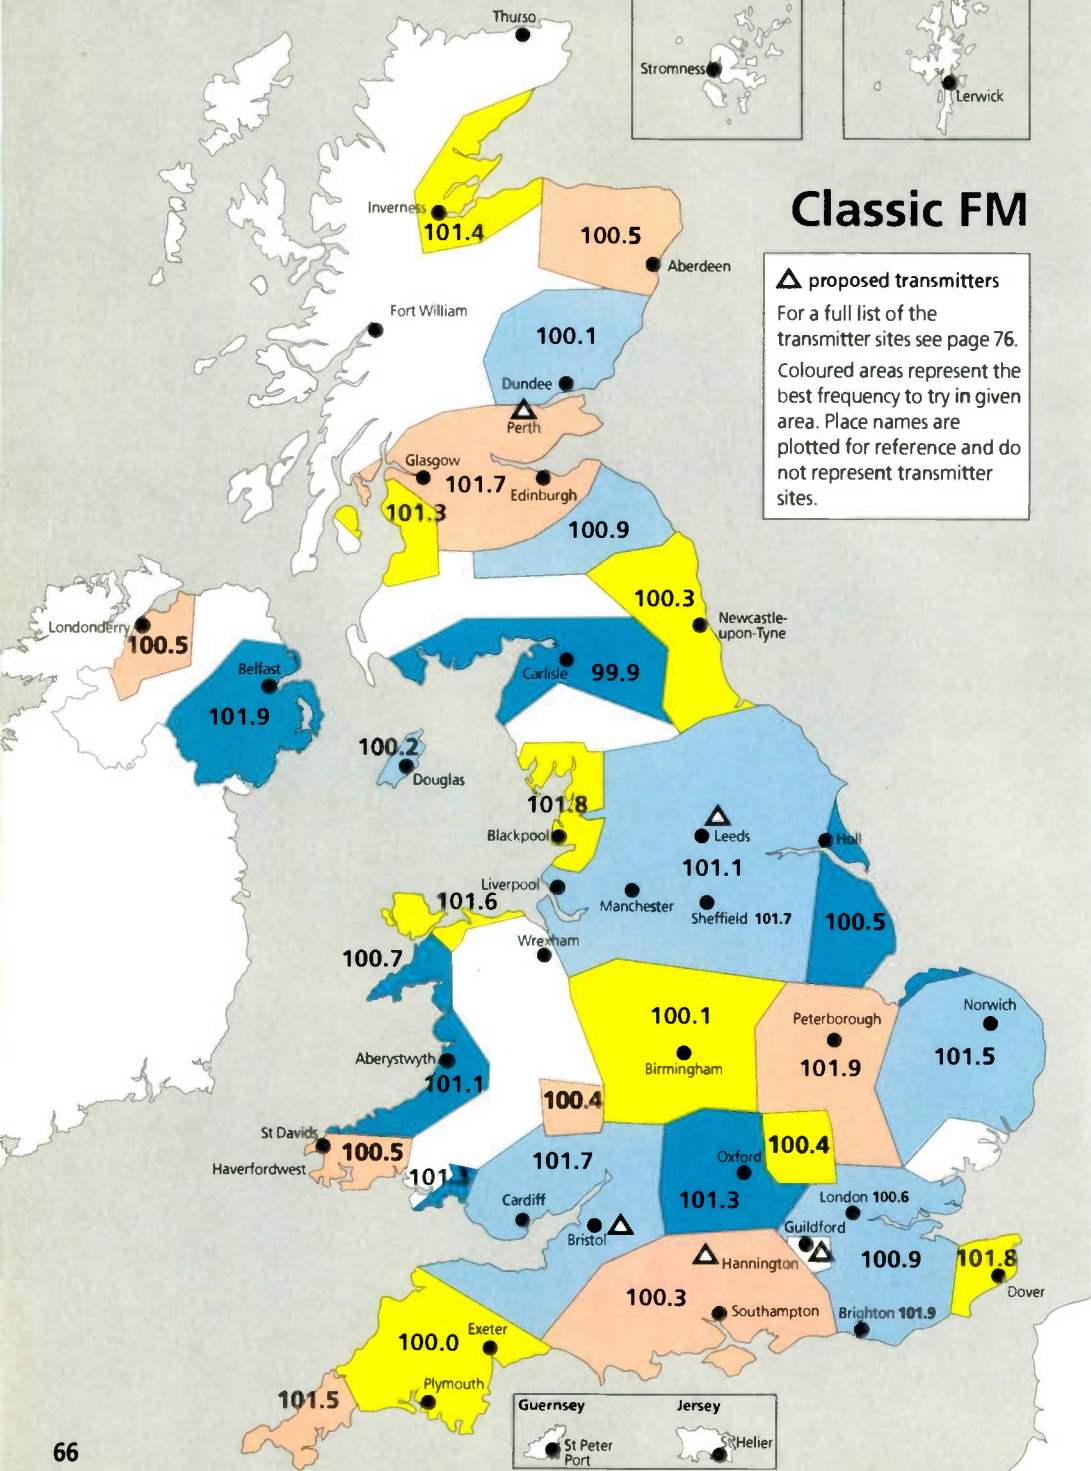 Thurso
Stromness
Lerwick
Classic FM
Inverness
101.4
100.5
Aberdeen
proposed transmitters
For a full list of the
transmitter sites see page 76.
Coloured areas represent the
best frequency to try in given
area. Place names are
plotted for reference and do
not represent transmitter
sites.
Fort William
100.1
Dundee
Perth
Glasgow
101.7
Edinburgh
101.3
100.9
100.3
Newcastle-
upon-Tyne
Londonderry
100.5
Belfast
101.9
Carlisle
99.9
100.2
Douglas
101.8
Blackpool
Leeds
Hull
101.1
Liverpool
Manchester
Sheffield 101.7
100.5
101.6
Wrexham
100.7
100.1
Birmingham
Peterborough
101.9
Norwich
101.5
Aberystwyth
101.1
100.4
St Davids
100.5
Haverfordwest
101.7
Oxford
100.4
101.3
London 100.6
Cardiff
Bristol
Guildford
Hannington
100.9
101.8
Dover
100.3
Southampton
Brighton 101.9
100.0
Exeter
Plymouth
101.5
Guernsey
Jersey
St Peter
Port
St Helier
66